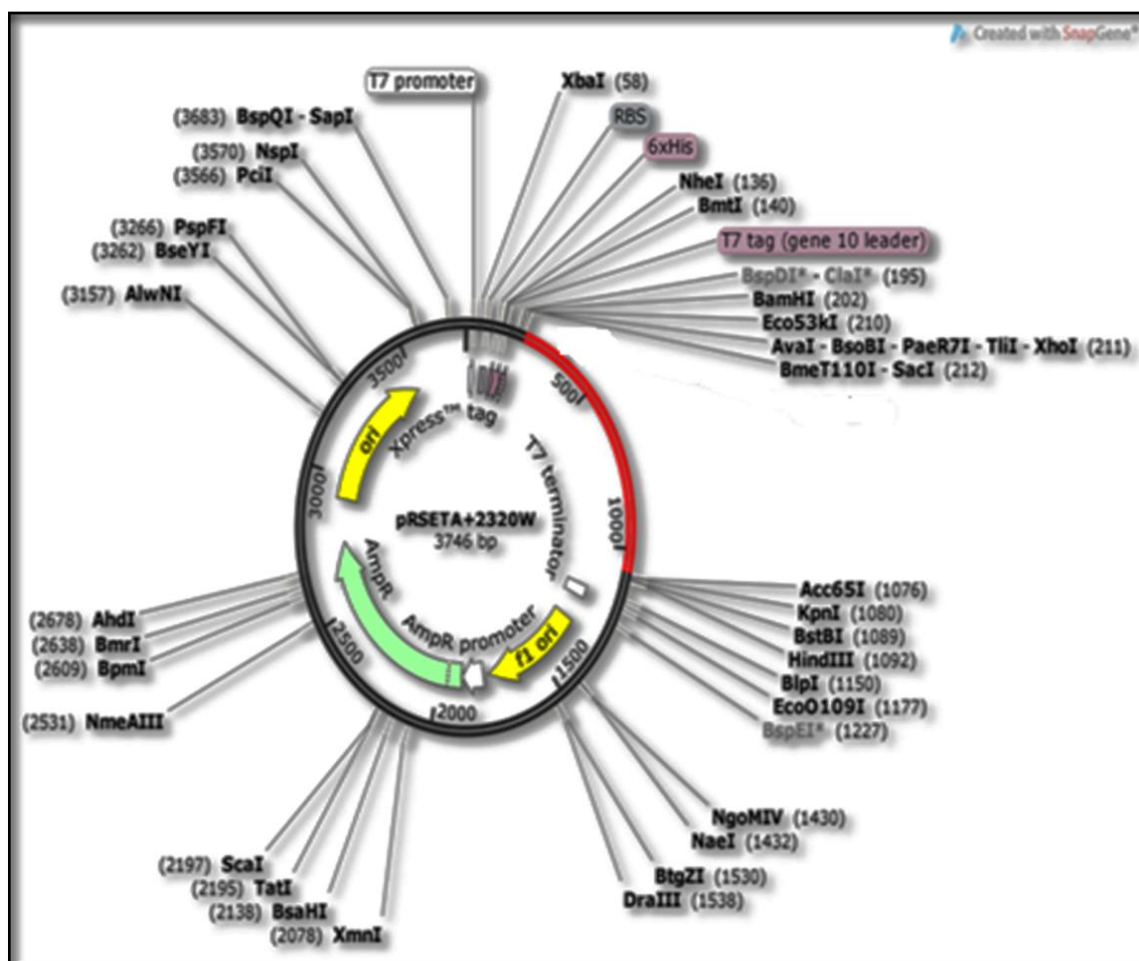 Created with SnapGene®
T7 promoter
XbaI (58)
(3683) BspQI - SapI
RBS
(3570) NspI
6xHis
(3566) PciI
NheI (136)
BmtI (140)
(3266) PspFI
T7 tag (gene 10 leader)
(3262) BseYI
BspDI* - ClaI* (195)
(3157) AlwNI
BamHI (202)
Eco53kI (210)
AvaI - BsoBI - PaeR7I - TliI - XhoI (211)
BmeT110I - SacI (212)
3500
500
ori
Xpress™ tag
T7 terminator
3000
1000
pRSETA+2320W
3746 bp
AmpR
AmpR promoter
f1 ori
2500
1500
2000
Acc65I (1076)
KpnI (1080)
(2678) AhdI
BstBI (1089)
(2638) BmrI
HindIII (1092)
(2609) BpmI
BlpI (1150)
EcoO109I (1177)
(2531) NmeAIII
BspEI* (1227)
NgoMIV (1430)
NaeI (1432)
(2197) ScaI
BtgZI (1530)
(2195) TatI
DraIII (1538)
(2138) BsaHI
(2078) XmnI